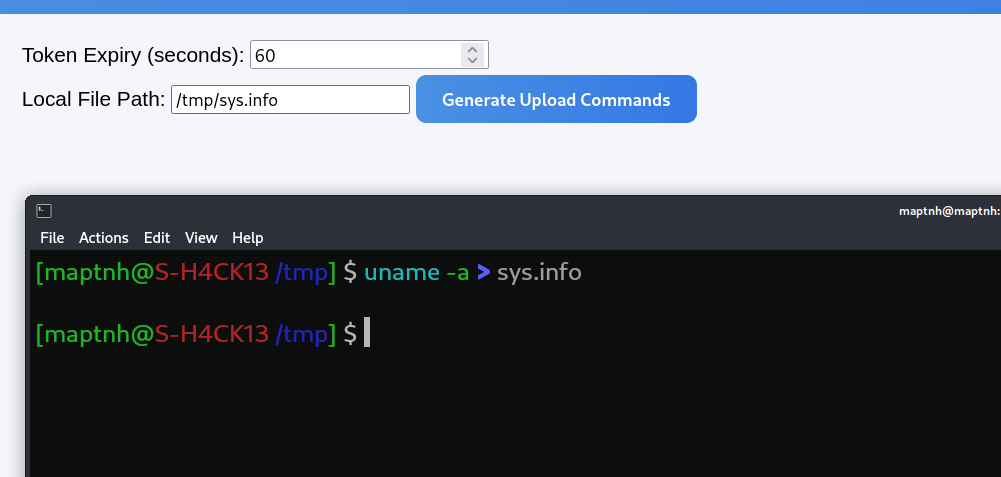 Token Expiry (seconds): 60
Local File Path: /tmp/sys.info Generate Upload Commands
maptnh@maptnh:
File Actions Edit View Help
[maptnh@S-H4CK13 /tmp] $ uname -a > sys.info
[maptnh@S-H4CK13 /tmp] $